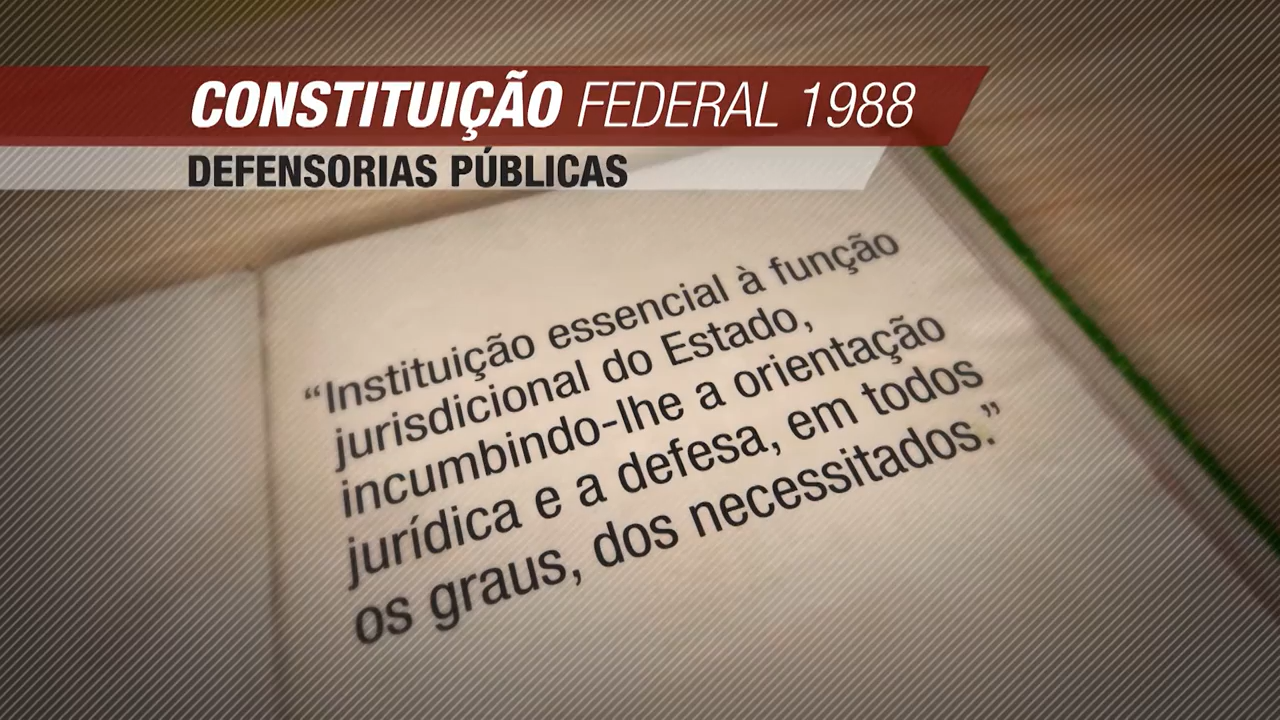 CONSTITUIÇÃO FEDERAL 1988
DEFENSORIAS PÚBLICAS
“Instituição essencial à função
jurisdicional do Estado,
incumbindo-lhe a orientação
jurídica e a defesa, em todos
os graus, dos necessitados.”